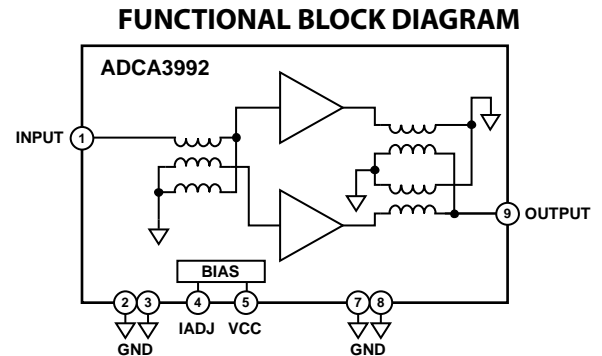 FUNCTIONAL BLOCK DIAGRAM
ADCA3992
INPUT 1
9 OUTPUT
BIAS
2 3 4 5 7 8
IADJ VCC
GND GND